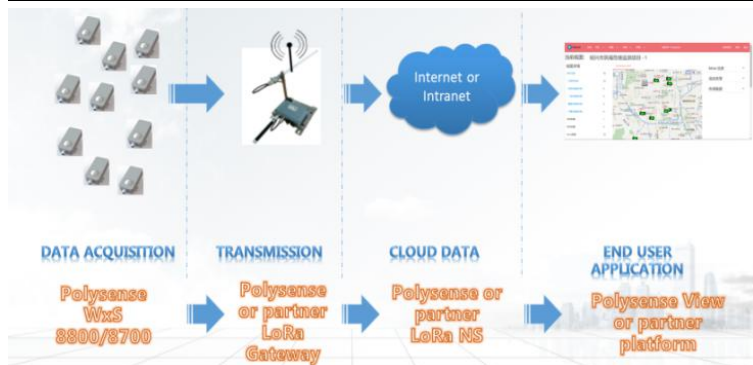 Internet or
Intranet
DATA ACQUISITION
TRANSMISSION
CLOUD DATA
END USER
APPLICATION
Polysense
WxS
8800/8700
Polysense
or partner
LoRa
Gateway
Polysense or
partner
LoRa NS
Polysense View
or partner
platform